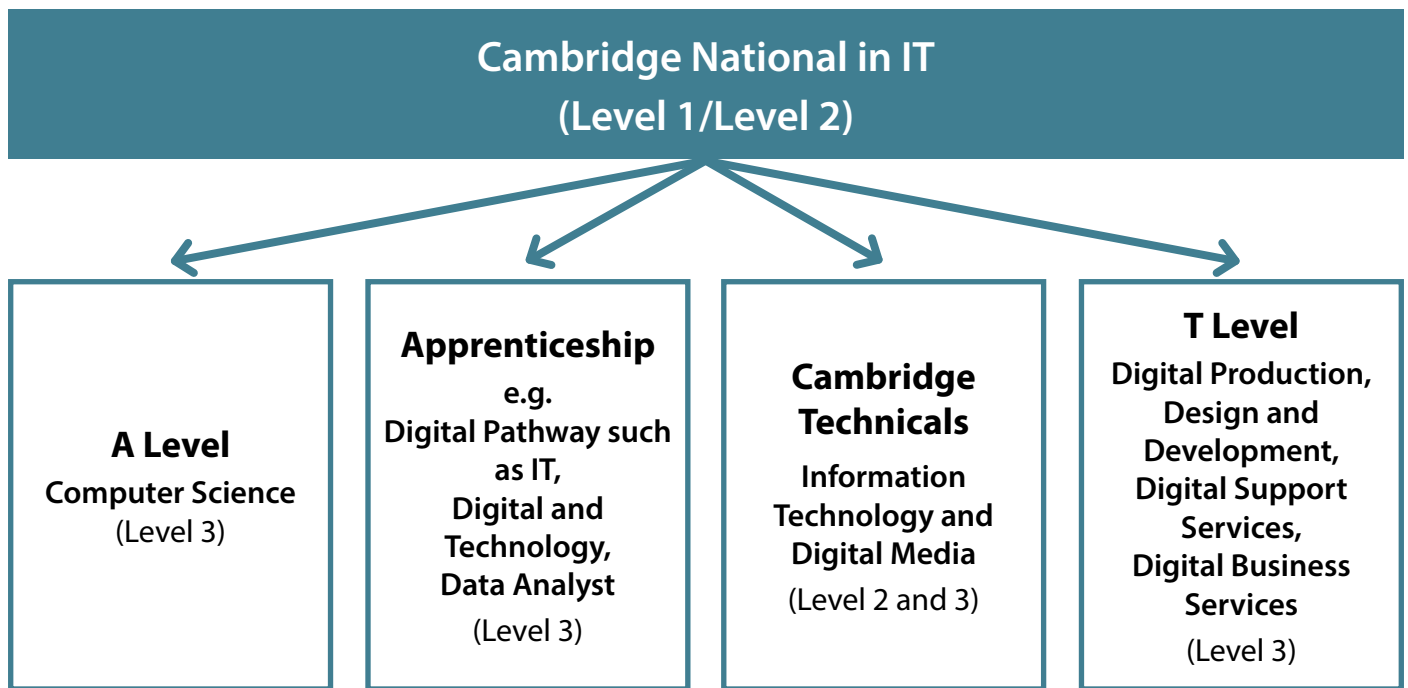 Cambridge National in IT
(Level 1/Level 2)
A Level
Computer Science
(Level 3)
Apprenticeship
e.g.
Digital Pathway such
as IT,
Digital and
Technology,
Data Analyst
(Level 3)
Cambridge
Technicals
Information
Technology and
Digital Media
(Level 2 and 3)
T Level
Digital Production,
Design and
Development,
Digital Support
Services,
Digital Business
Services
(Level 3)